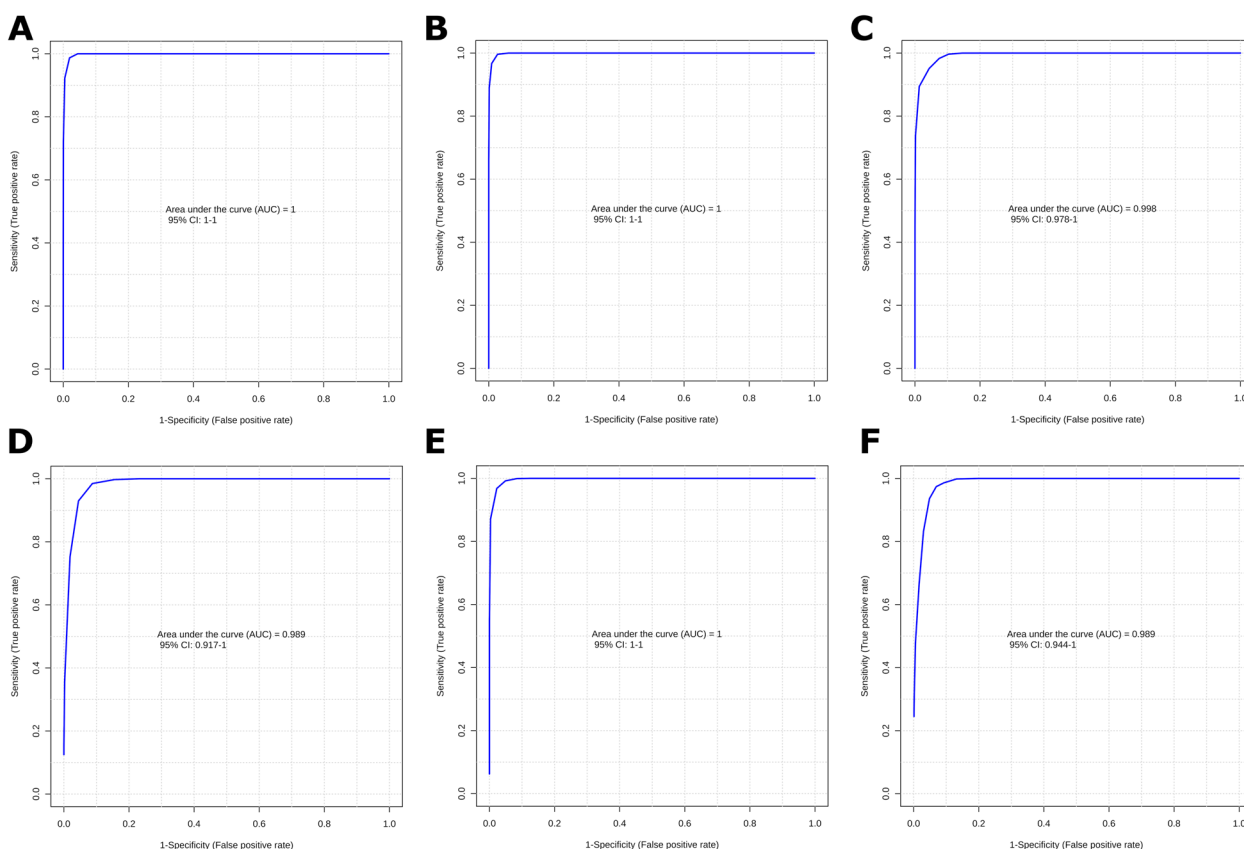 A
1.0
0.8
0.6
0.4
0.2
0.0
Sensitivity (True positive rate)
Area under the curve (AUC) = 1
95% CI: 1-1
0.0 0.2 0.4 0.6 0.8 1.0
1-Specificity (False positive rate)
B
1.0
0.8
0.6
0.4
0.2
0.0
Sensitivity (True positive rate)
Area under the curve (AUC) = 1
95% CI: 1-1
0.0 0.2 0.4 0.6 0.8 1.0
1-Specificity (False positive rate)
C
1.0
0.8
0.6
0.4
0.2
0.0
Sensitivity (True positive rate)
Area under the curve (AUC) = 0.998
95% CI: 0.978-1
0.0 0.2 0.4 0.6 0.8 1.0
1-Specificity (False positive rate)
D
1.0
0.8
0.6
0.4
0.2
0.0
Sensitivity (True positive rate)
Area under the curve (AUC) = 0.989
95% CI: 0.917-1
0.0 0.2 0.4 0.6 0.8 1.0
1-Specificity (False positive rate)
E
1.0
0.8
0.6
0.4
0.2
0.0
Sensitivity (True positive rate)
Area under the curve (AUC) = 1
95% CI: 1-1
0.0 0.2 0.4 0.6 0.8 1.0
1-Specificity (False positive rate)
F
1.0
0.8
0.6
0.4
0.2
0.0
Sensitivity (True positive rate)
Area under the curve (AUC) = 0.989
95% CI: 0.944-1
0.0 0.2 0.4 0.6 0.8 1.0
1-Specificity (False positive rate)